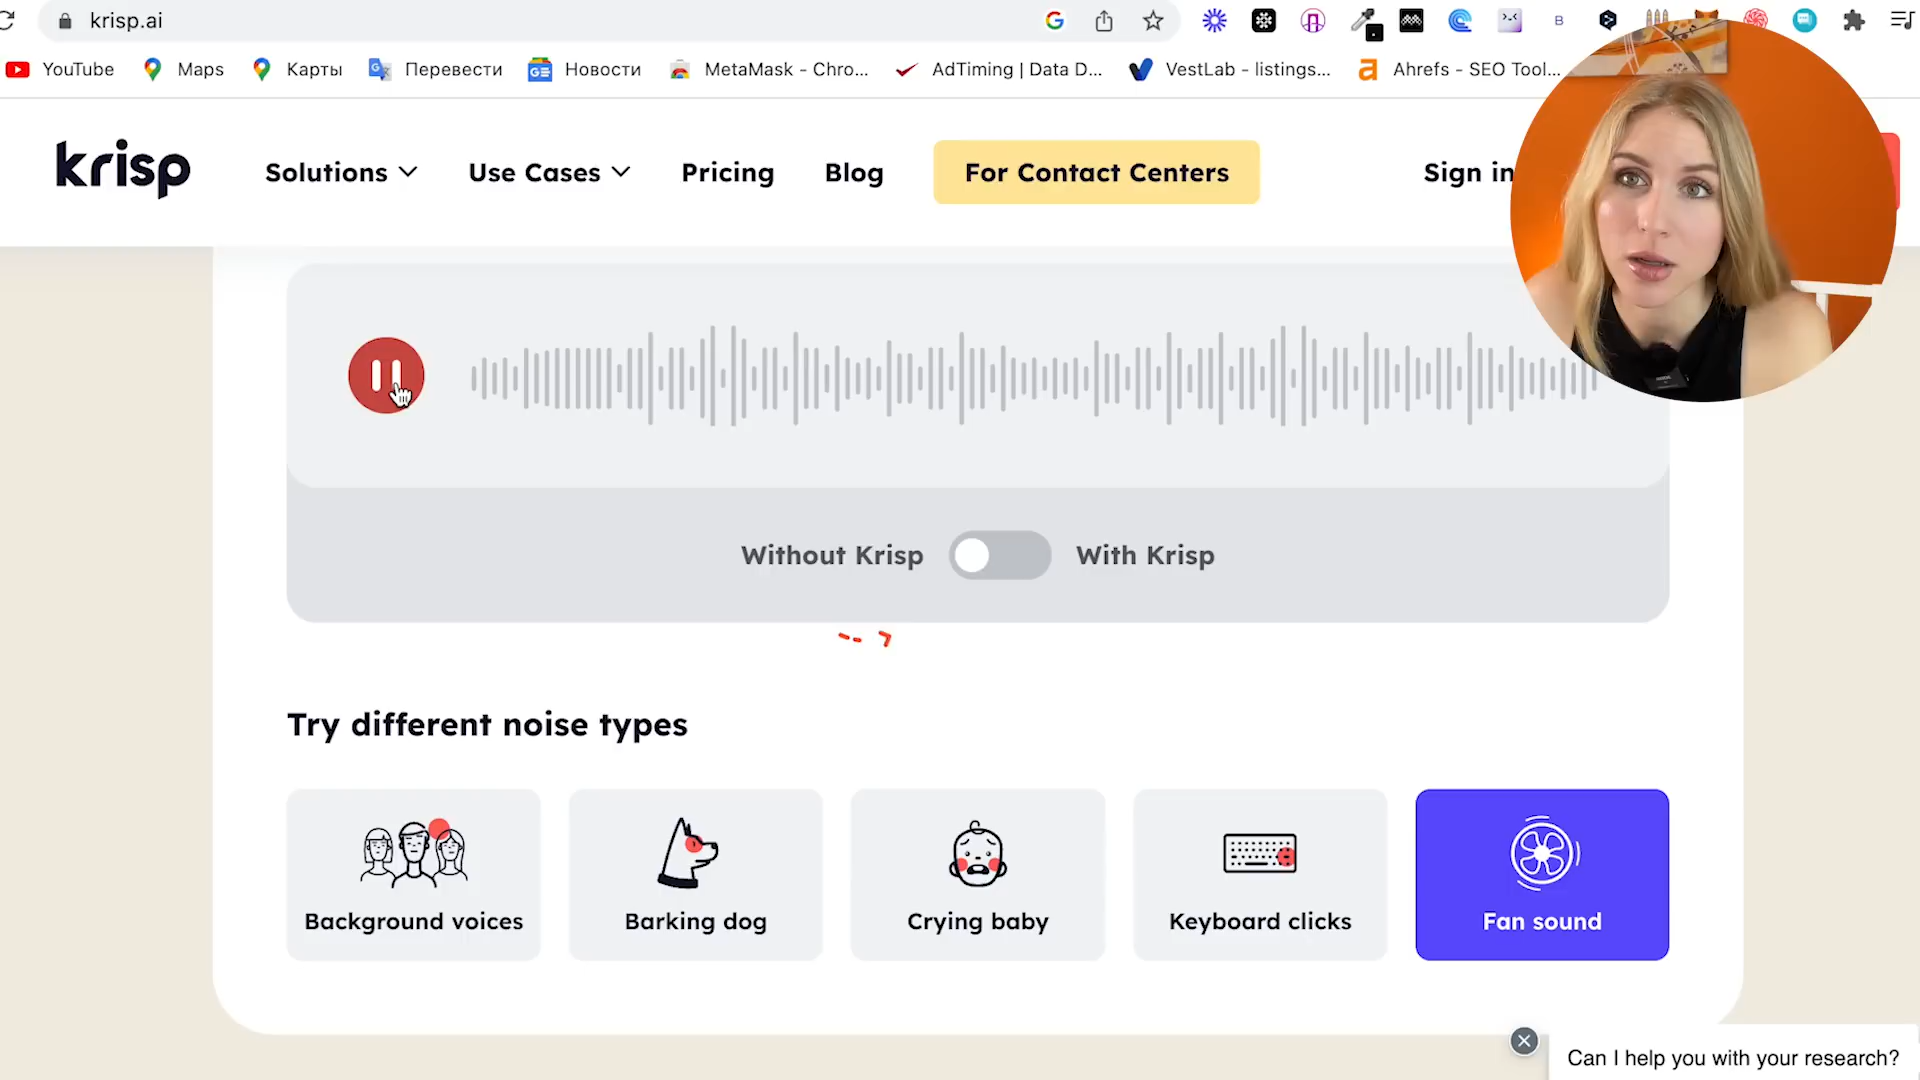 krisp.ai
YouTube
Maps
Карты
Перевести
Новости
MetaMask - Chro...
AdTiming | Data D...
VestLab - listings...
Ahrefs - SEO Tool...
krisp
Solutions
Use Cases
Pricing
Blog
For Contact Centers
Sign in
Without Krisp
With Krisp
Try different noise types
Background voices
Barking dog
Crying baby
Keyboard clicks
Fan sound
Can I help you with your research?